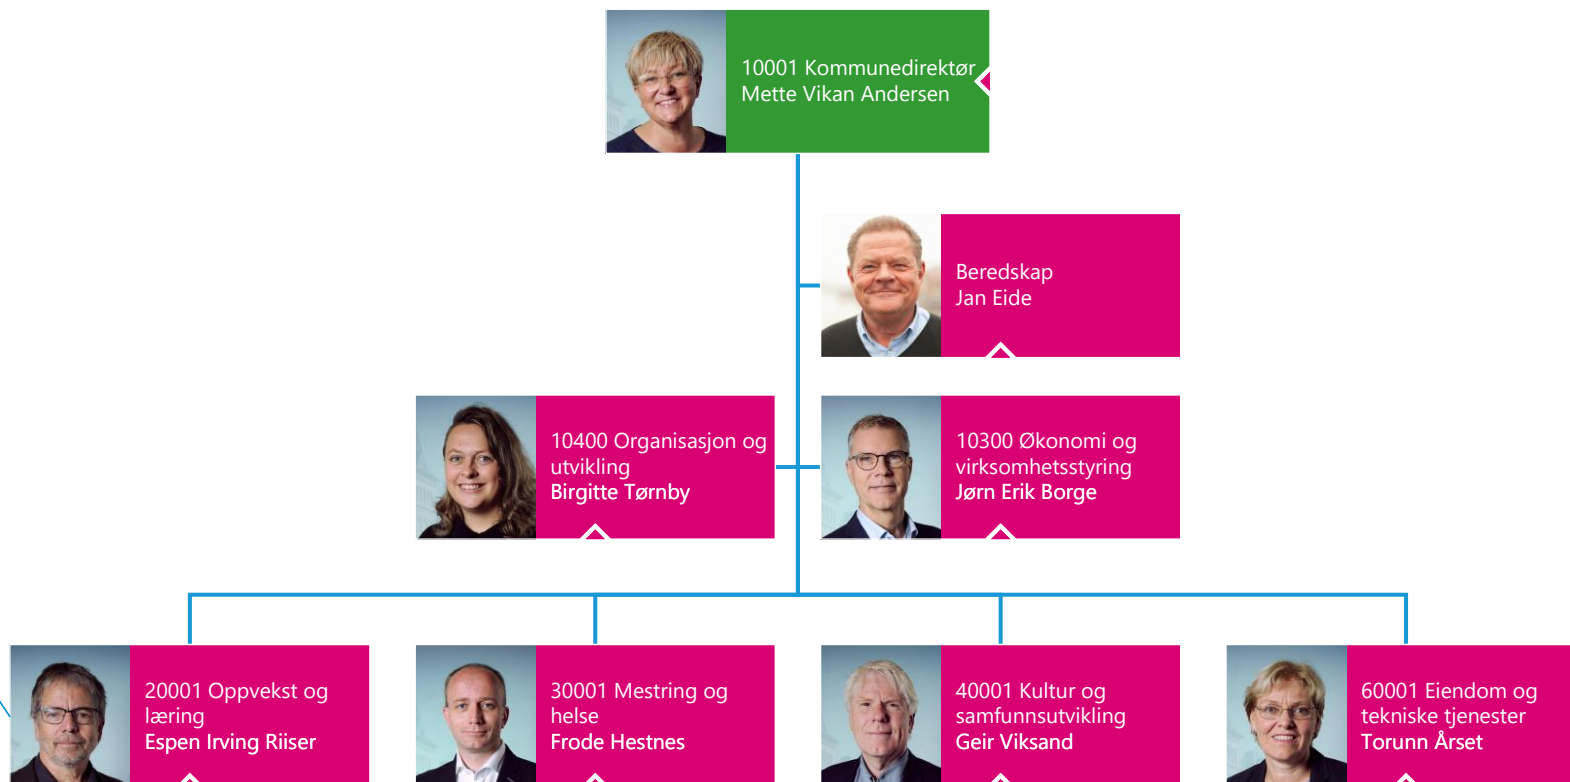 10001 Kommunedirektør
Mette Vikan Andersen
Beredskap
Jan Eide
10400 Organisasjon og
utvikling
Birgitte Tørnby
10300 Økonomi og
virksomhetsstyring
Jørn Erik Borge
20001 Oppvekst og
læring
Espen Irving Riiser
30001 Mestring og
helse
Frode Hestnes
40001 Kultur og
samfunnsutvikling
Geir Viksand
60001 Eiendom og
tekniske tjenester
Torunn Årset